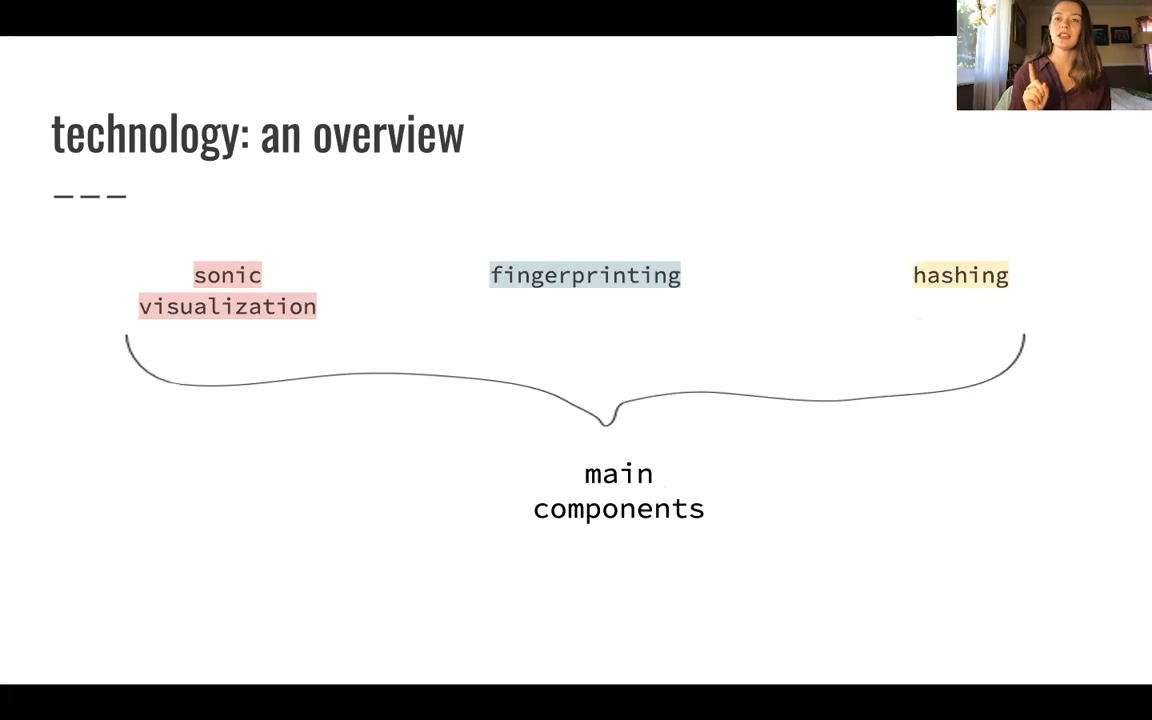 technology: an overview
sonic
visualization
fingerprinting
hashing
main
components